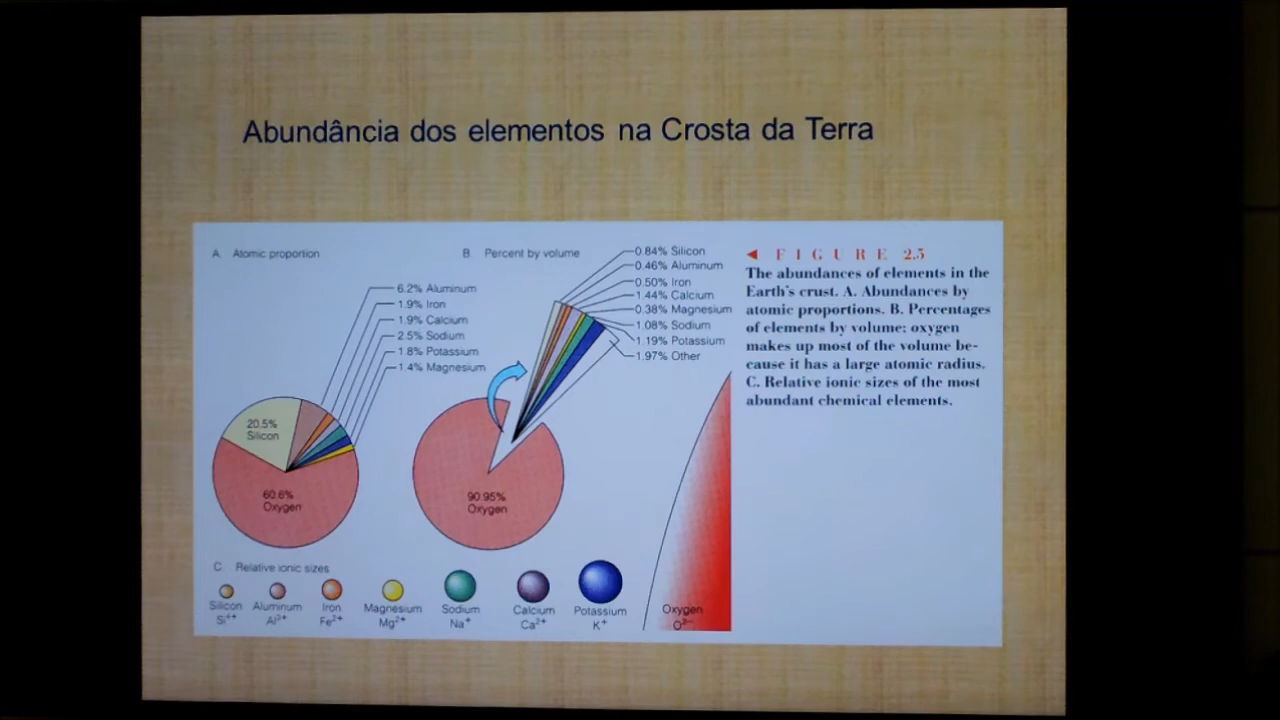 Abundância dos elementos na Crosta da Terra
A. Atomic proportion
6.2% Aluminum
1.9% Iron
1.9% Calcium
2.5% Sodium
1.8% Potassium
1.4% Magnesium
20.5%
Silicon
60.6%
Oxygen
B. Percent by volume
0.84% Silicon
0.46% Aluminum
0.50% Iron
1.44% Calcium
0.38% Magnesium
1.08% Sodium
1.19% Potassium
1.97% Other
90.95%
Oxygen
◄ FIGURE 2.5
The abundances of elements in the
Earth's crust. A. Abundances by
atomic proportions. B. Percentages
of elements by volume; oxygen
makes up most of the volume be-
cause it has a large atomic radius.
C. Relative ionic sizes of the most
abundant chemical elements.
C. Relative ionic sizes
Silicon
Si⁴⁺
Aluminum
Al³⁺
Iron
Fe²⁺
Magnesium
Mg²⁺
Sodium
Na⁺
Calcium
Ca²⁺
Potassium
K⁺
Oxygen